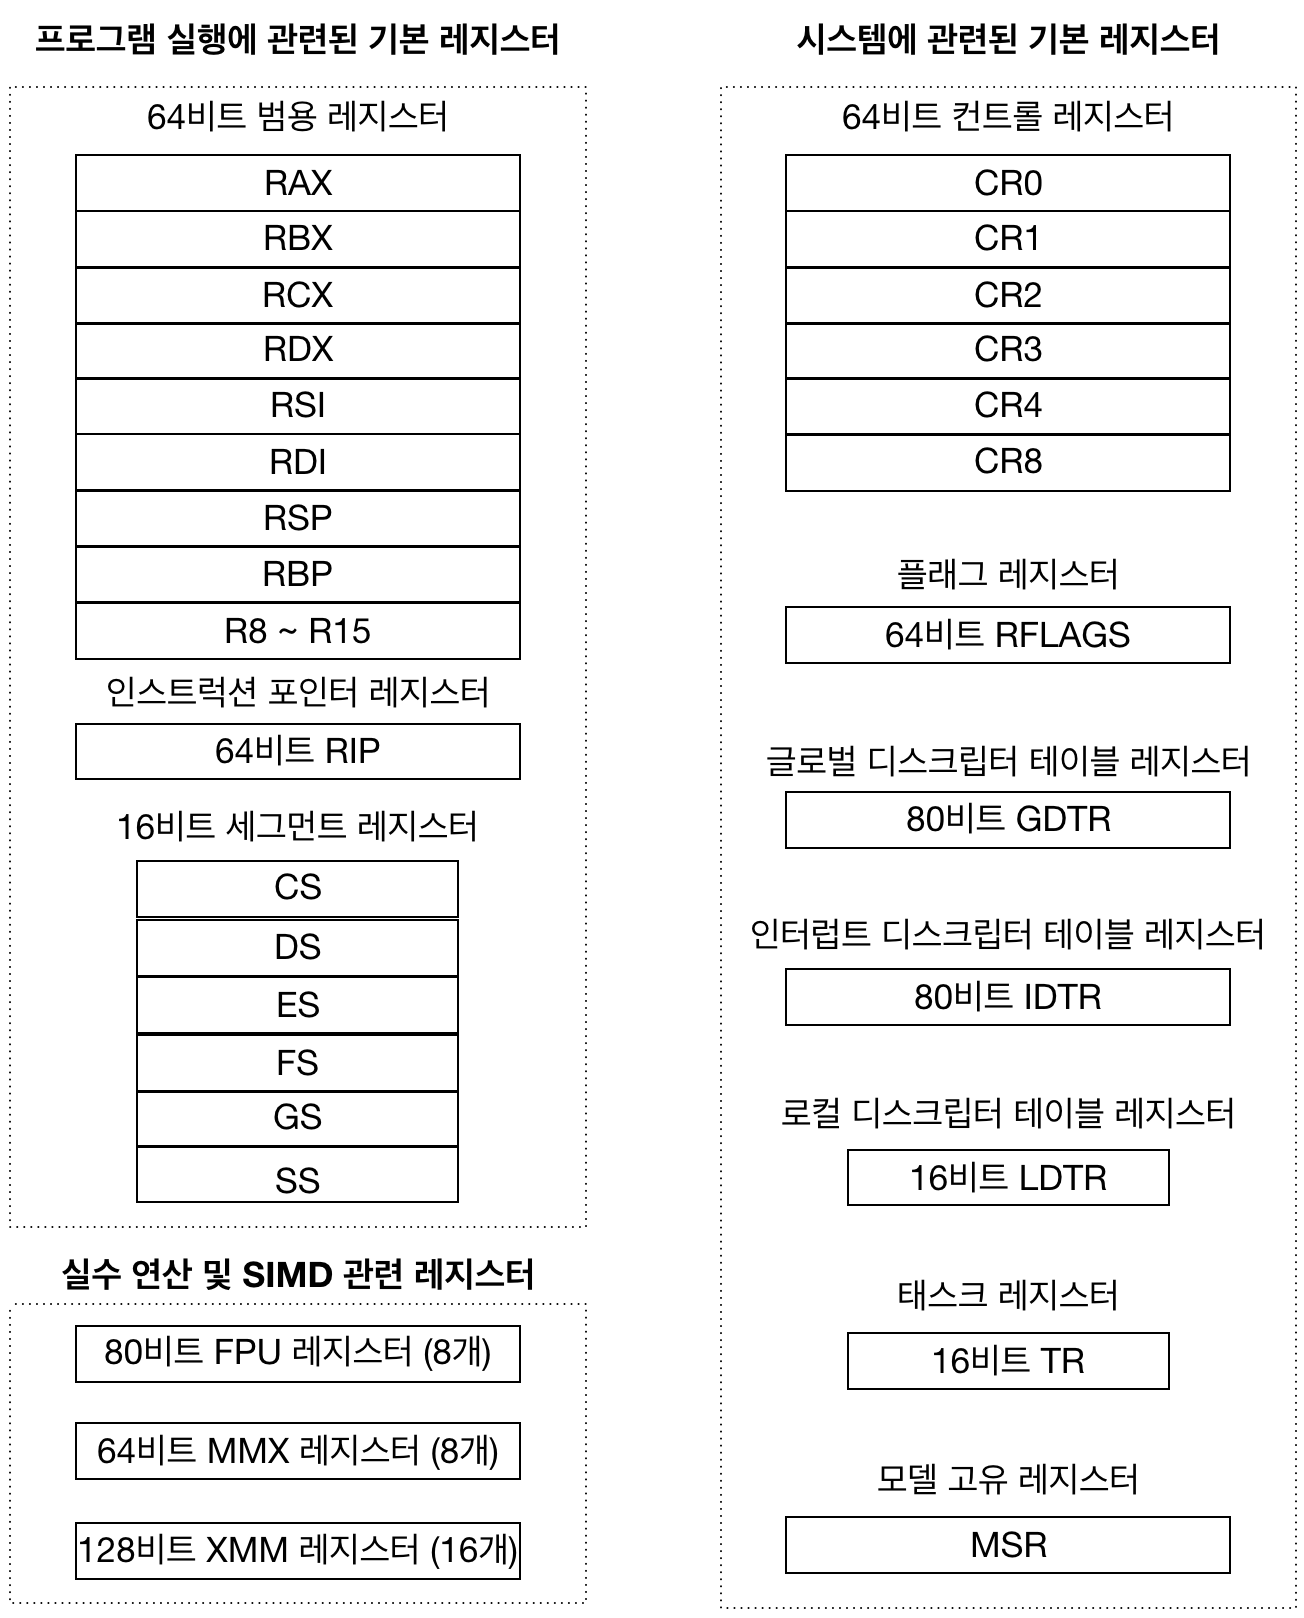 프로그램 실행에 관련된 기본 레지스터
64비트 범용 레지스터
RAX
RBX
RCX
RDX
RSI
RDI
RSP
RBP
R8 ~ R15
인스트럭션 포인터 레지스터
64비트 RIP
16비트 세그먼트 레지스터
CS
DS
ES
FS
GS
SS
실수 연산 및 SIMD 관련 레지스터
80비트 FPU 레지스터 (8개)
64비트 MMX 레지스터 (8개)
128비트 XMM 레지스터 (16개)
시스템에 관련된 기본 레지스터
64비트 컨트롤 레지스터
CR0
CR1
CR2
CR3
CR4
CR8
플래그 레지스터
64비트 RFLAGS
글로벌 디스크립터 테이블 레지스터
80비트 GDTR
인터럽트 디스크립터 테이블 레지스터
80비트 IDTR
로컬 디스크립터 테이블 레지스터
16비트 LDTR
태스크 레지스터
16비트 TR
모델 고유 레지스터
MSR